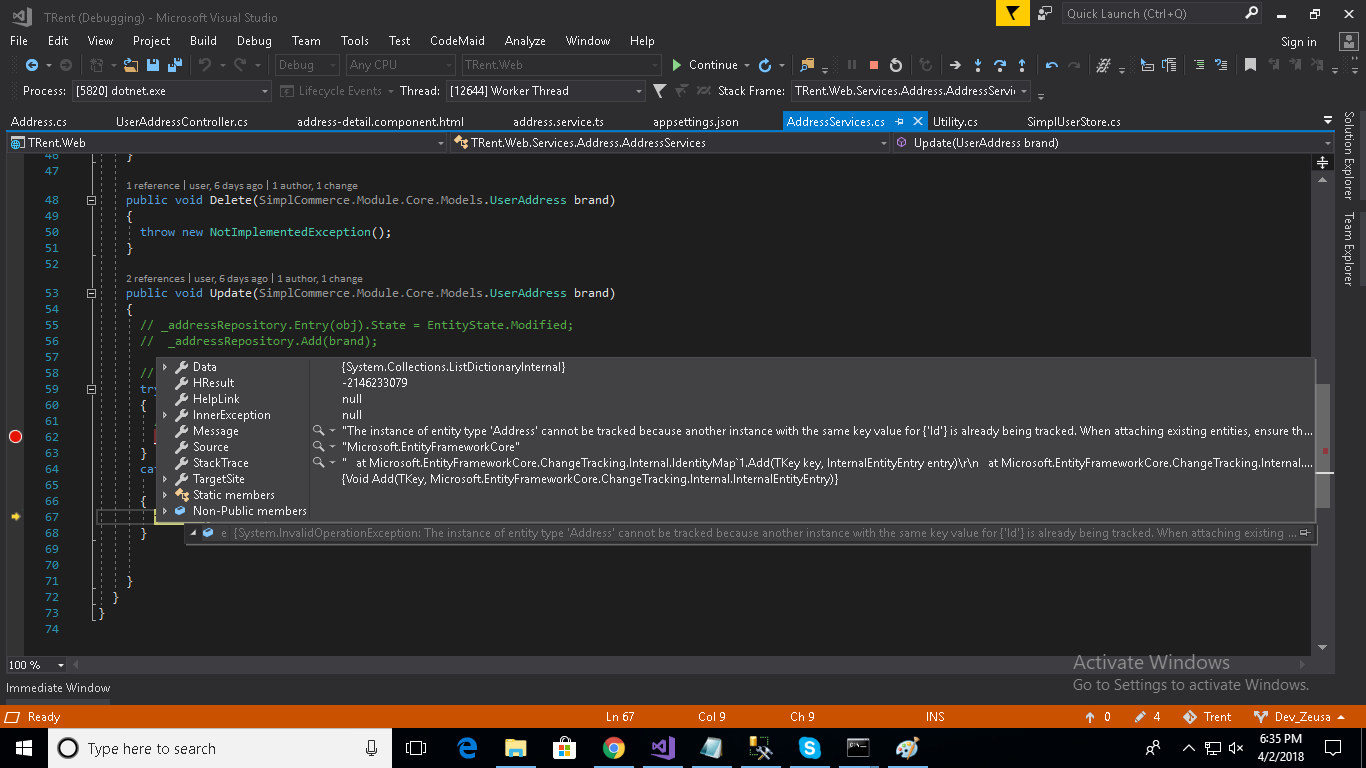 TRent (Debugging) - Microsoft Visual Studio
Quick Launch (Ctrl+Q)
File Edit View Project Build Debug Team Tools Test CodeMaid Analyze Window Help
Sign in
Debug Any CPU TRent.Web Continue
Process: [5820] dotnet.exe Lifecycle Events Thread: [12644] Worker Thread Stack Frame: TRent.Web.Services.Address.AddressServi
Address.cs UserAddressController.cs address-detail.component.html address.service.ts appsettings.json AddressServices.cs Utility.cs SimplUserStore.cs
TRent.Web TRent.Web.Services.Address.AddressServices Update(UserAddress brand)
Solution Explorer
Team Explorer
46 }
47
1 reference | user, 6 days ago | 1 author, 1 change
48 public void Delete(SimplCommerce.Module.Core.Models.UserAddress brand)
49 {
50 throw new NotImplementedException();
51 }
52
2 references | user, 6 days ago | 1 author, 1 change
53 public void Update(SimplCommerce.Module.Core.Models.UserAddress brand)
54 {
55 // _addressRepository.Entry(obj).State = EntityState.Modified;
56 // _addressRepository.Add(brand);
57
Data {System.Collections.ListDictionaryInternal}
58 //
HResult -2146233079
59 try
HelpLink null
60 {
InnerException null
61
Message "The instance of entity type 'Address' cannot be tracked because another instance with the same key value for {'Id'} is already being tracked. When attaching existing entities, ensure th...
62
Source "Microsoft.EntityFrameworkCore"
63 }
StackTrace " at Microsoft.EntityFrameworkCore.ChangeTracking.Internal.IdentityMap`1.Add(TKey key, InternalEntityEntry entry)\r\n at Microsoft.EntityFrameworkCore.ChangeTracking.Internal....
64 cat
TargetSite {Void Add(TKey, Microsoft.EntityFrameworkCore.ChangeTracking.Internal.InternalEntityEntry)}
Static members
66 {
Non-Public members
67
68 }
e {System.InvalidOperationException: The instance of entity type 'Address' cannot be tracked because another instance with the same key value for {'Id'} is already being tracked. When attaching existing ...
69
70
71 }
72 }
73 }
74
100 %
Activate Windows
Go to Settings to activate Windows.
Immediate Window
Ready Ln 67 Col 9 Ch 9 INS 0 4 Trent Dev_Zeusa
Type here to search
6:35 PM
4/2/2018